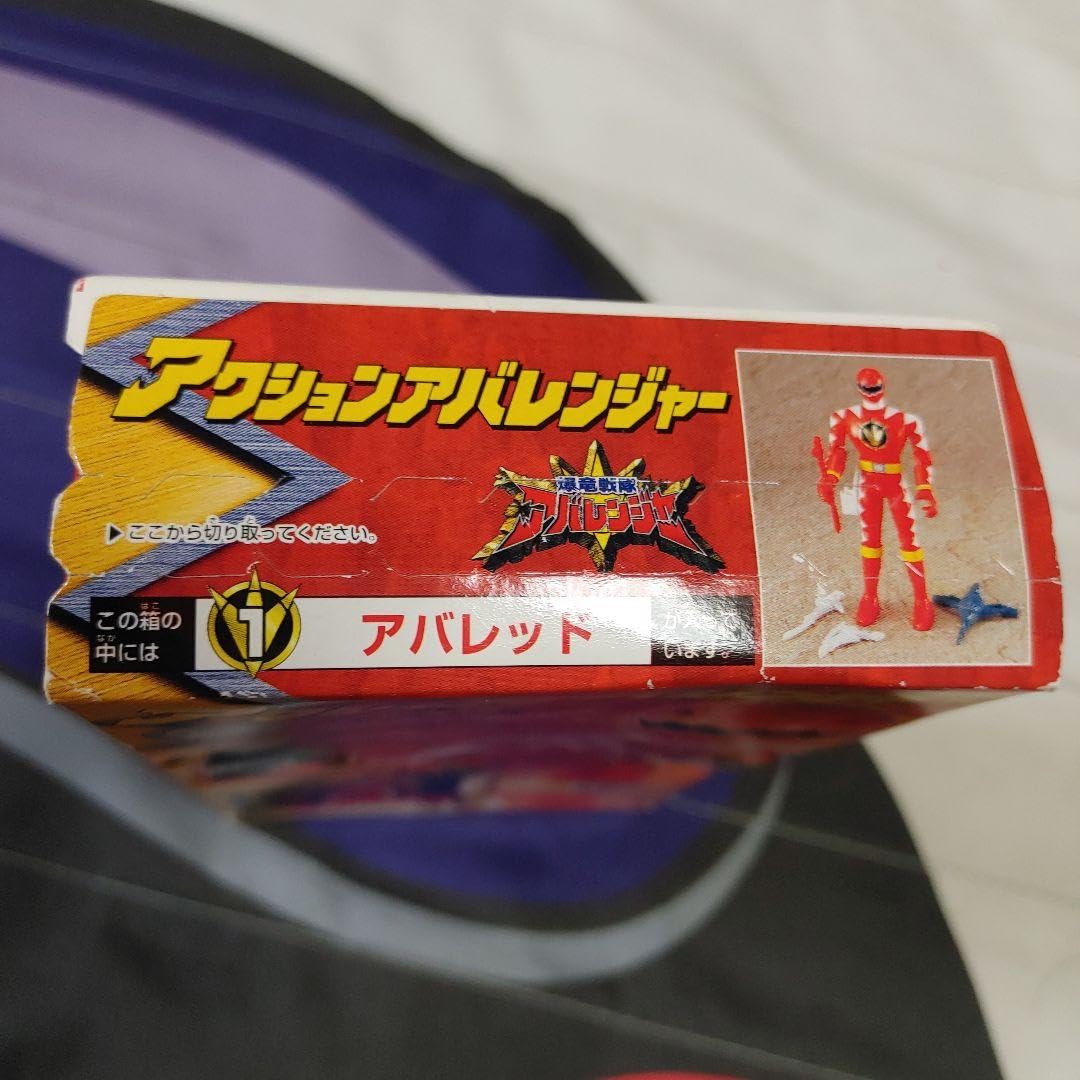 アクションアバレンジャー
爆竜戦隊
アバレンジャー
▶ここから切り取ってください。
この箱の
中には
1
アバレッド
が入って
います。